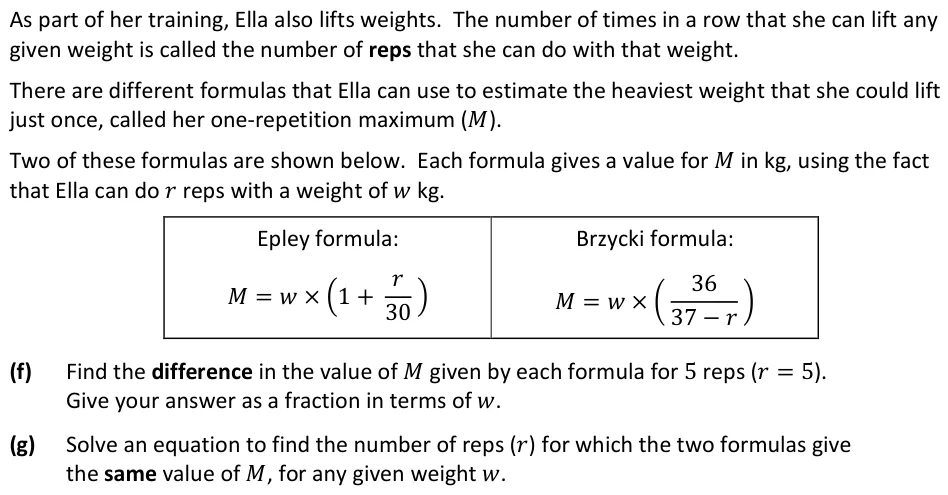 As part of her training, Ella also lifts weights. The number of times in a row that she can lift any
given weight is called the number of reps that she can do with that weight.
There are different formulas that Ella can use to estimate the heaviest weight that she could lift
just once, called her one-repetition maximum (M).
Two of these formulas are shown below. Each formula gives a value for M in kg, using the fact
that Ella can do r reps with a weight of w kg.
Epley formula:
M = w × (1 + r/30)
Brzycki formula:
M = w × (36/(37 − r))
(f) Find the difference in the value of M given by each formula for 5 reps (r = 5).
Give your answer as a fraction in terms of w.
(g) Solve an equation to find the number of reps (r) for which the two formulas give
the same value of M, for any given weight w.